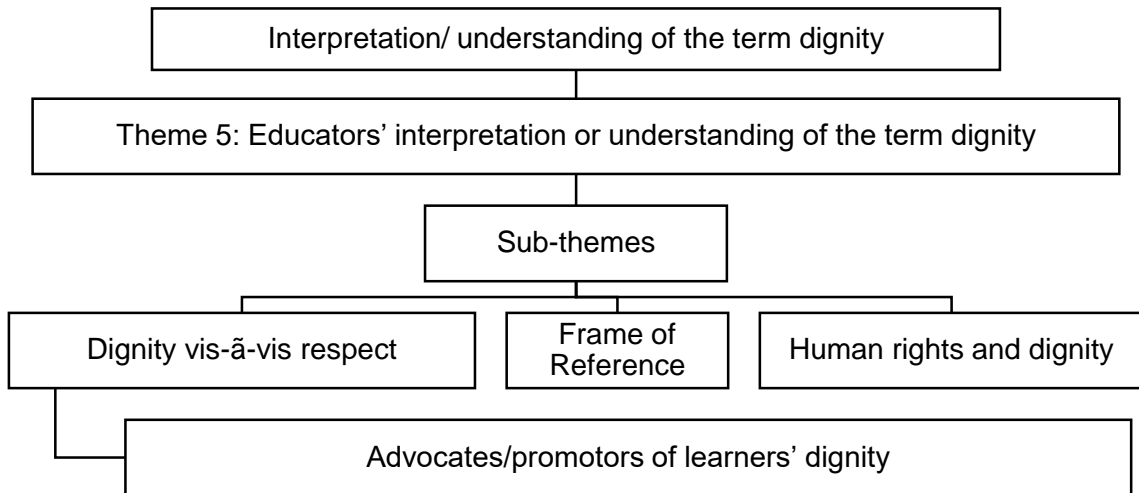 Interpretation/ understanding of the term dignity
Theme 5: Educators’ interpretation or understanding of the term dignity
Sub-themes
Dignity vis-ã-vis respect
Frame of
Reference
Human rights and dignity
Advocates/promotors of learners’ dignity